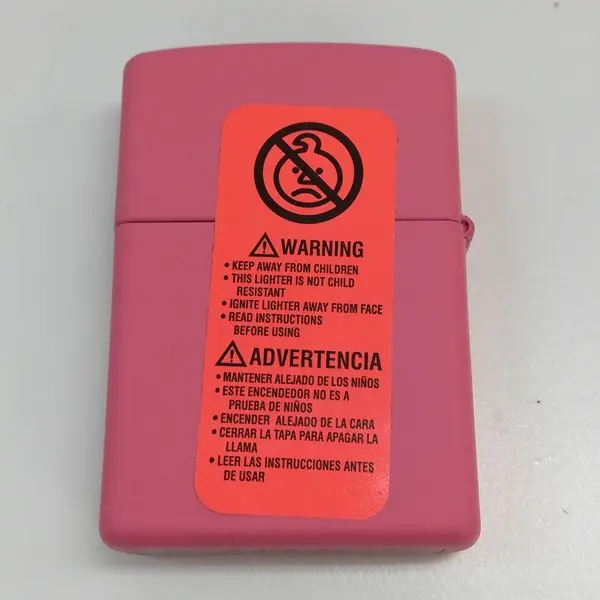 ⚠ WARNING
• KEEP AWAY FROM CHILDREN
• THIS LIGHTER IS NOT CHILD
RESISTANT
• IGNITE LIGHTER AWAY FROM FACE
• READ INSTRUCTIONS
BEFORE USING
⚠ ADVERTENCIA
• MANTENER ALEJADO DE LOS NIÑOS
• ESTE ENCENDEDOR NO ES A
PRUEBA DE NIÑOS
• ENCENDER ALEJADO DE LA CARA
• CERRAR LA TAPA PARA APAGAR LA
LLAMA
• LEER LAS INSTRUCCIONES ANTES
DE USAR